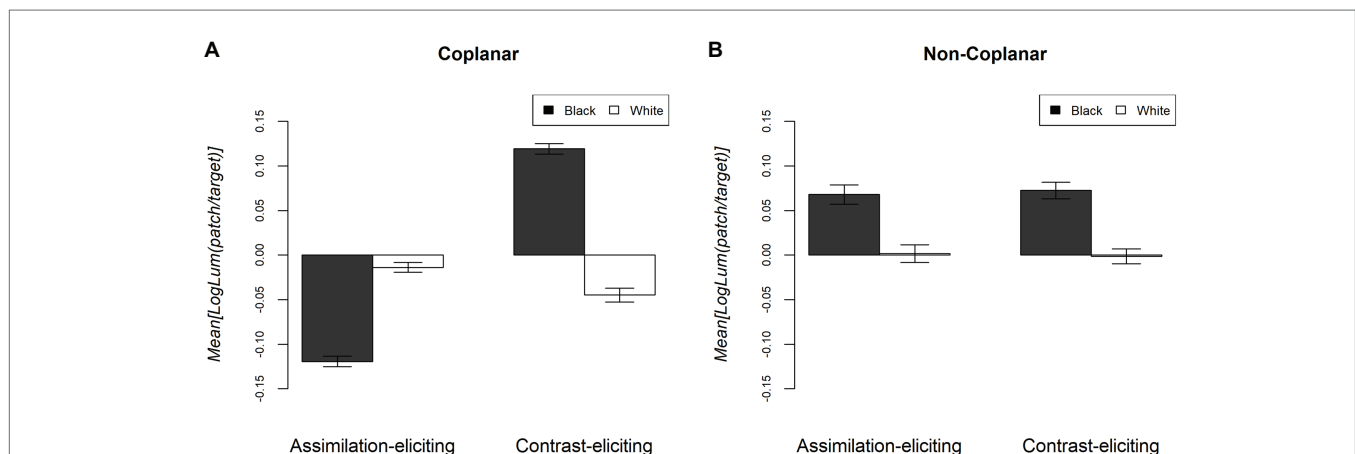 A
Coplanar
Black White
Mean[LogLum(patch/target)]
0.15
0.10
0.05
0.00
-0.05
-0.10
-0.15
Assimilation-eliciting Contrast-eliciting
B
Non-Coplanar
Black White
Mean[LogLum(patch/target)]
0.15
0.10
0.05
0.00
-0.05
-0.10
-0.15
Assimilation-eliciting Contrast-eliciting